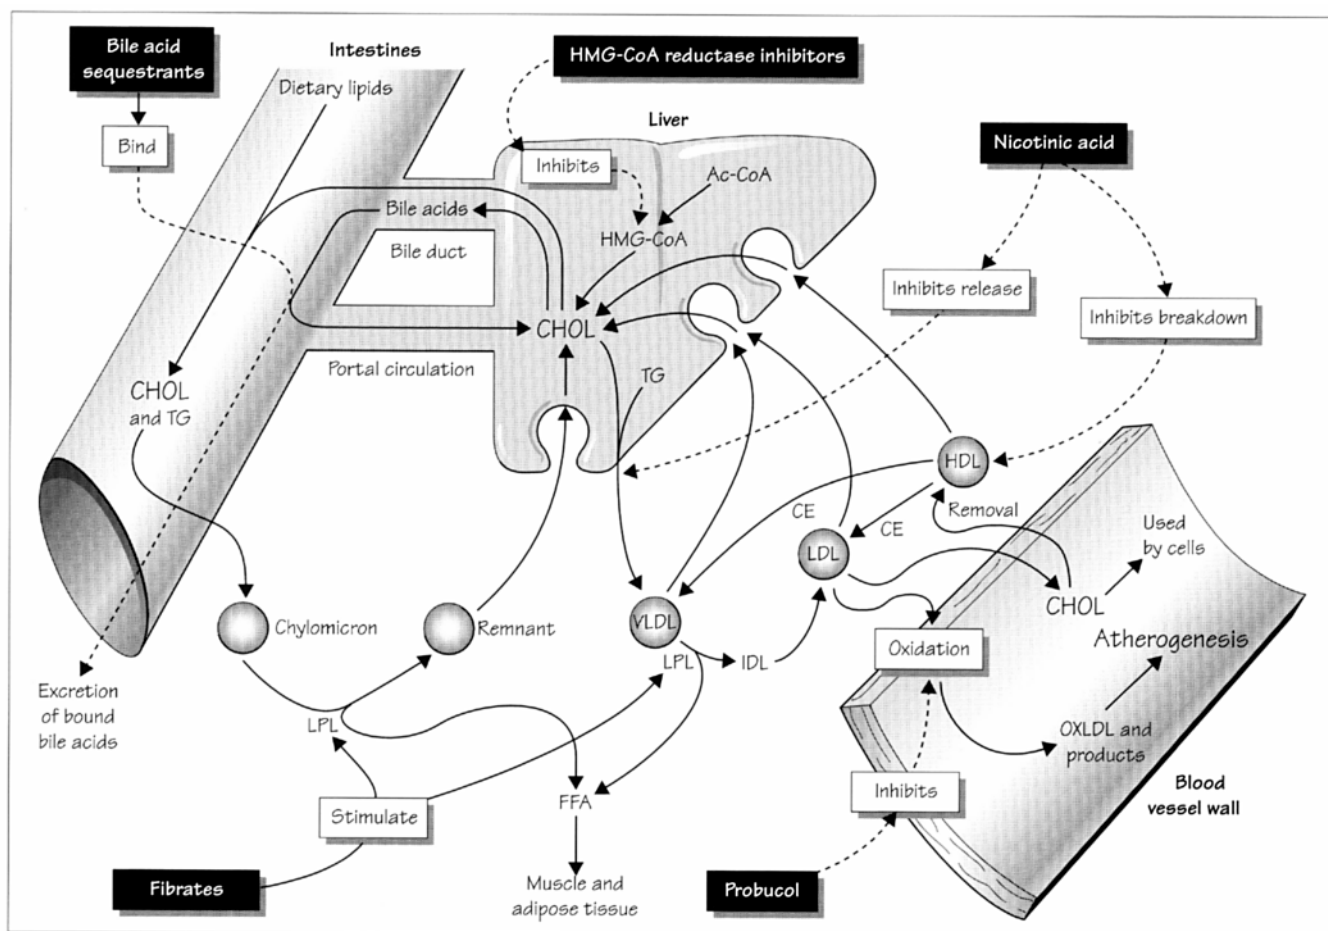 Bile acid
sequestrants
Bind
Intestines
Dietary lipids
HMG-CoA reductase inhibitors
Liver
Inhibits
Ac-CoA
HMG-CoA
Nicotinic acid
Bile acids
Bile duct
Inhibits release
Inhibits breakdown
CHOL
Portal circulation
TG
CHOL
and TG
HDL
CE
Removal
CE
LDL
Used
by cells
CHOL
Chylomicron
Remnant
VLDL
LPL
IDL
Oxidation
Atherogenesis
Excretion
of bound
bile acids
LPL
OXLDL and
products
Stimulate
FFA
Inhibits
Blood
vessel wall
Fibrates
Muscle and
adipose tissue
Probucol